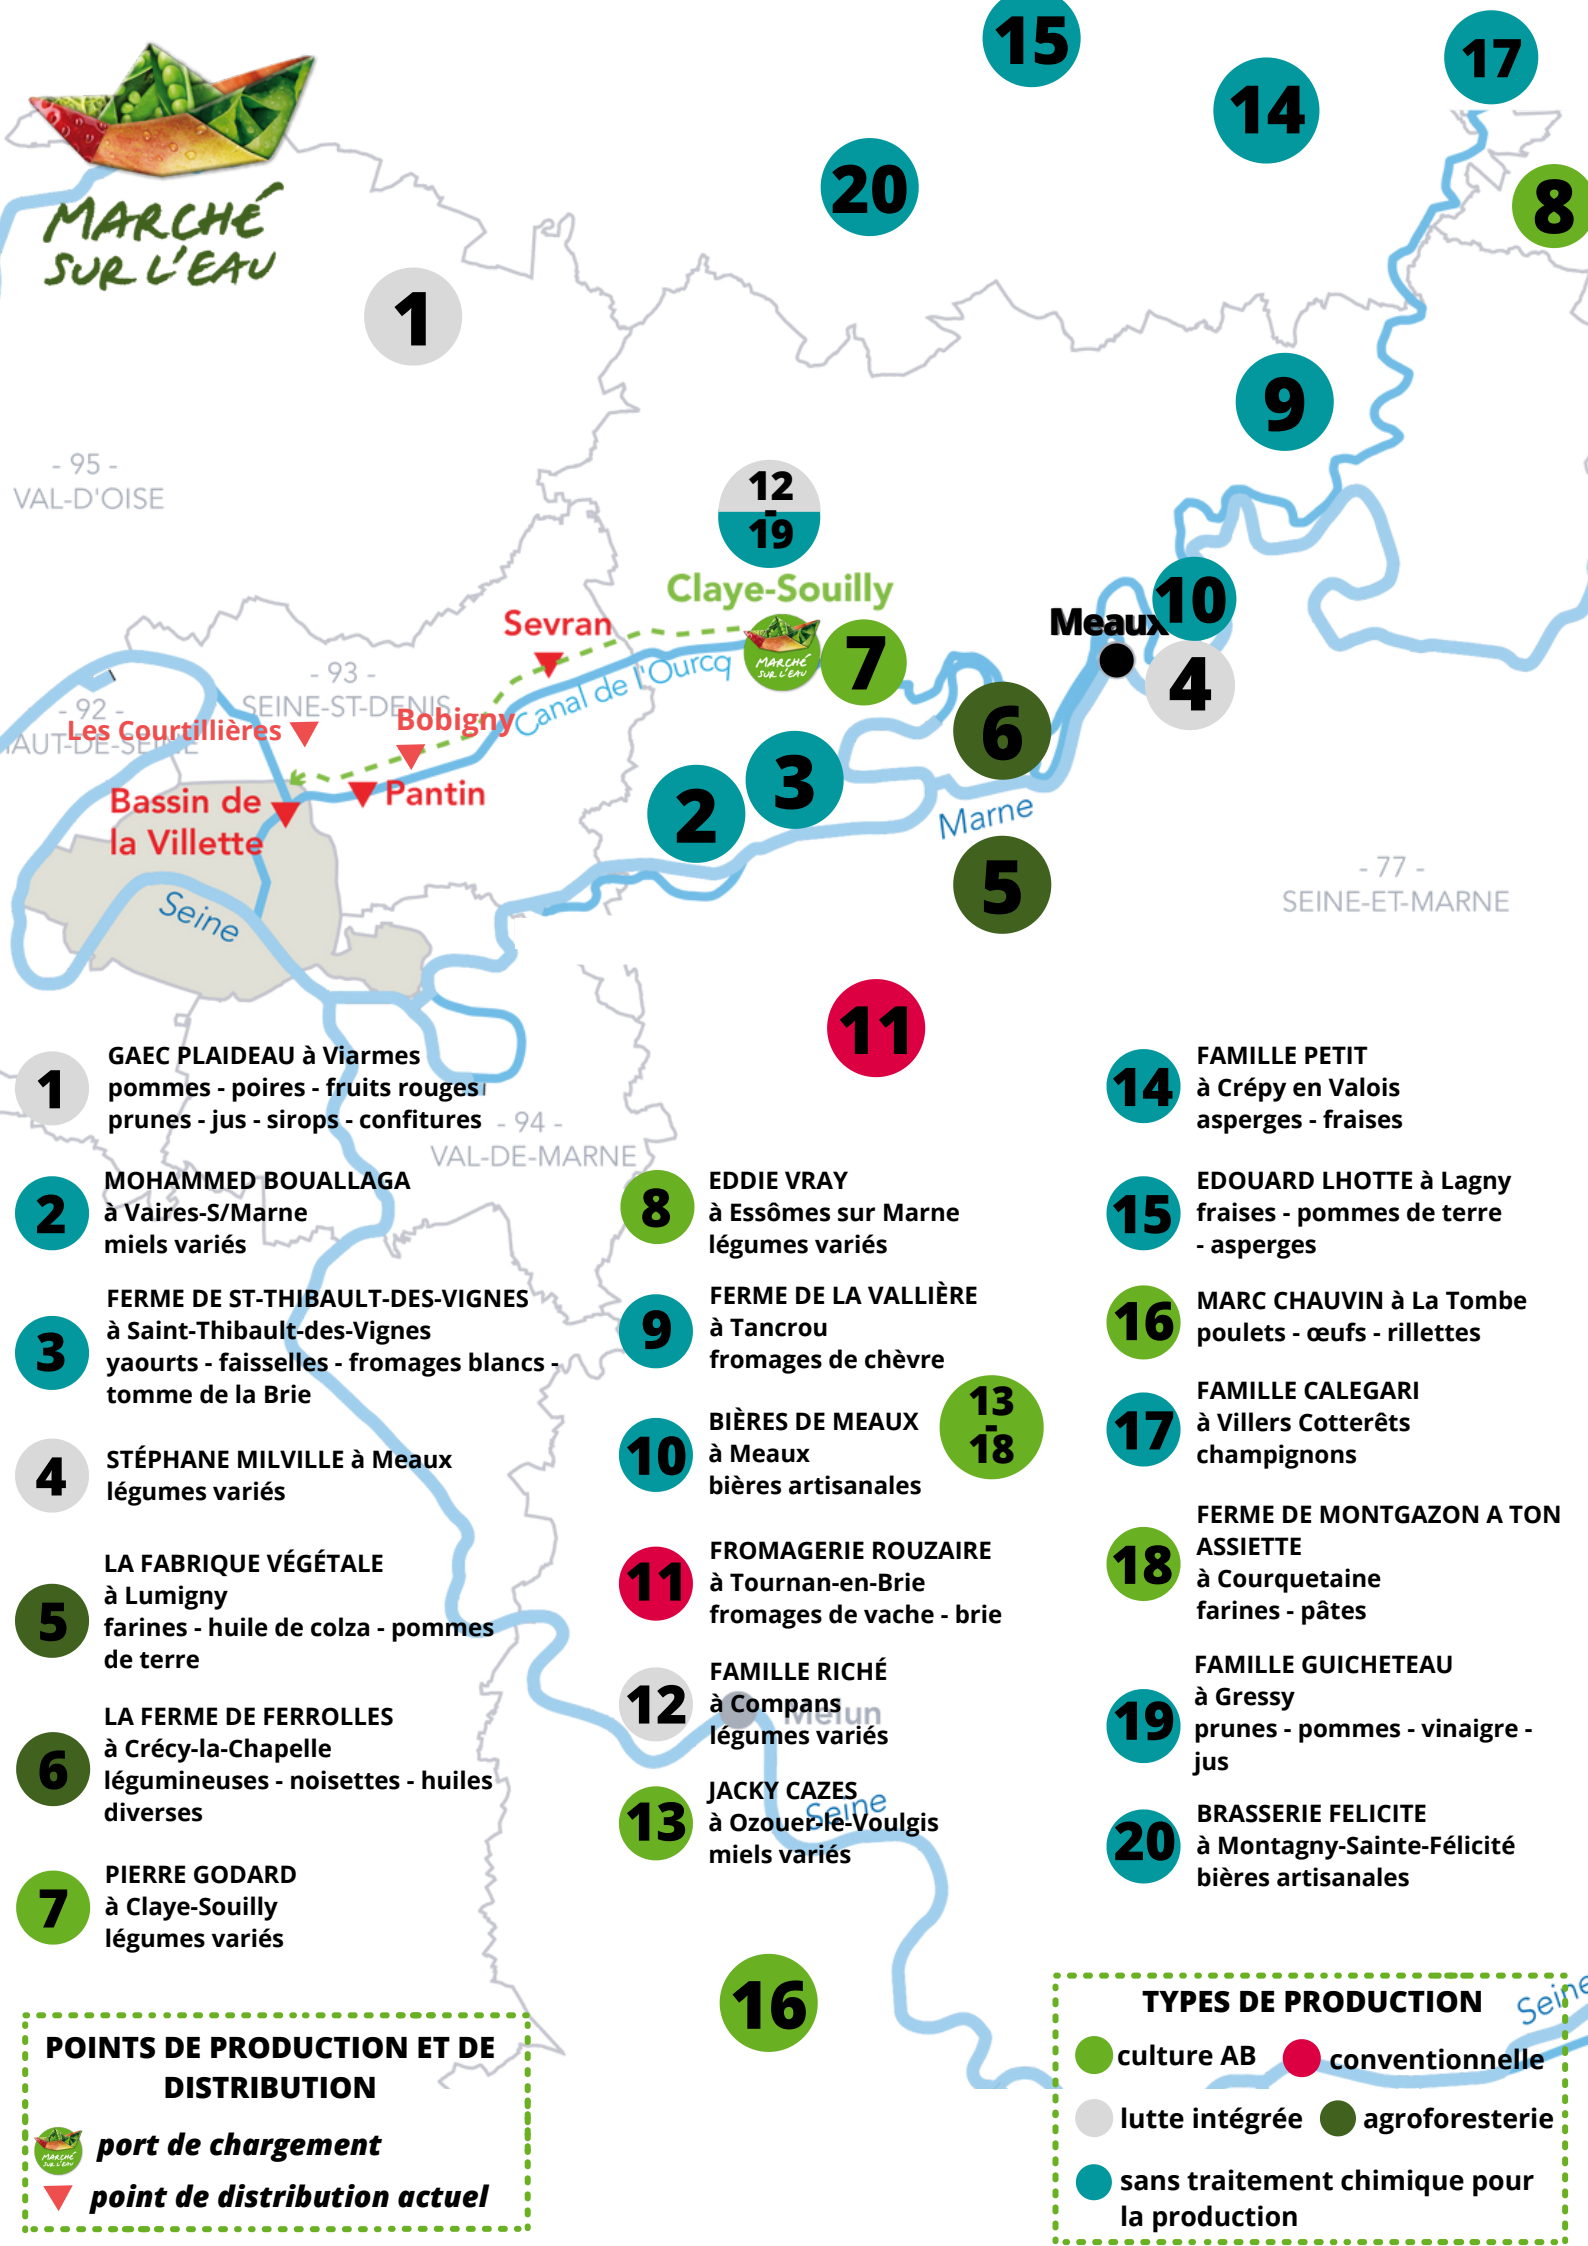 15
17
14
20
8
MARCHÉ
SUR L'EAU
1
9
- 95 -
VAL-D'OISE
12
-
19
Claye-Souilly
10
Meaux
Sevran
MARCHÉ
SUR L'EAU
7
4
Canal de l'Ourcq
- 93 -
SEINE-ST-DENIS
- 92 -
HAUT-DE-SEINE
Les Courtillières
Bobigny
6
3
2
Pantin
Bassin de
la Villette
Marne
5
- 77 -
SEINE-ET-MARNE
Seine
11
1
GAEC PLAIDEAU à Viarmes
pommes - poires - fruits rouges
prunes - jus - sirops - confitures
- 94 -
VAL-DE-MARNE
2
MOHAMMED BOUALLAGA
à Vaires-S/Marne
miels variés
3
FERME DE ST-THIBAULT-DES-VIGNES
à Saint-Thibault-des-Vignes
yaourts - faisselles - fromages blancs -
tomme de la Brie
4
STÉPHANE MILVILLE à Meaux
légumes variés
5
LA FABRIQUE VÉGÉTALE
à Lumigny
farines - huile de colza - pommes
de terre
6
LA FERME DE FERROLLES
à Crécy-la-Chapelle
légumineuses - noisettes - huiles
diverses
7
PIERRE GODARD
à Claye-Souilly
légumes variés
8
EDDIE VRAY
à Essômes sur Marne
légumes variés
9
FERME DE LA VALLIÈRE
à Tancrou
fromages de chèvre
13
-
18
10
BIÈRES DE MEAUX
à Meaux
bières artisanales
11
FROMAGERIE ROUZAIRE
à Tournan-en-Brie
fromages de vache - brie
12
FAMILLE RICHÉ
à Compans
légumes variés
Melun
13
JACKY CAZES
à Ozouer-le-Voulgis
miels variés
Seine
14
FAMILLE PETIT
à Crépy en Valois
asperges - fraises
15
EDOUARD LHOTTE à Lagny
fraises - pommes de terre
- asperges
16
MARC CHAUVIN à La Tombe
poulets - œufs - rillettes
17
FAMILLE CALEGARI
à Villers Cotterêts
champignons
18
FERME DE MONTGAZON A TON
ASSIETTE
à Courquetaine
farines - pâtes
19
FAMILLE GUICHETEAU
à Gressy
prunes - pommes - vinaigre -
jus
20
BRASSERIE FELICITE
à Montagny-Sainte-Félicité
bières artisanales
16
POINTS DE PRODUCTION ET DE
DISTRIBUTION
MARCHÉ
SUR L'EAU
port de chargement
point de distribution actuel
TYPES DE PRODUCTION
Seine
culture AB
conventionnelle
lutte intégrée
agroforesterie
sans traitement chimique pour
la production